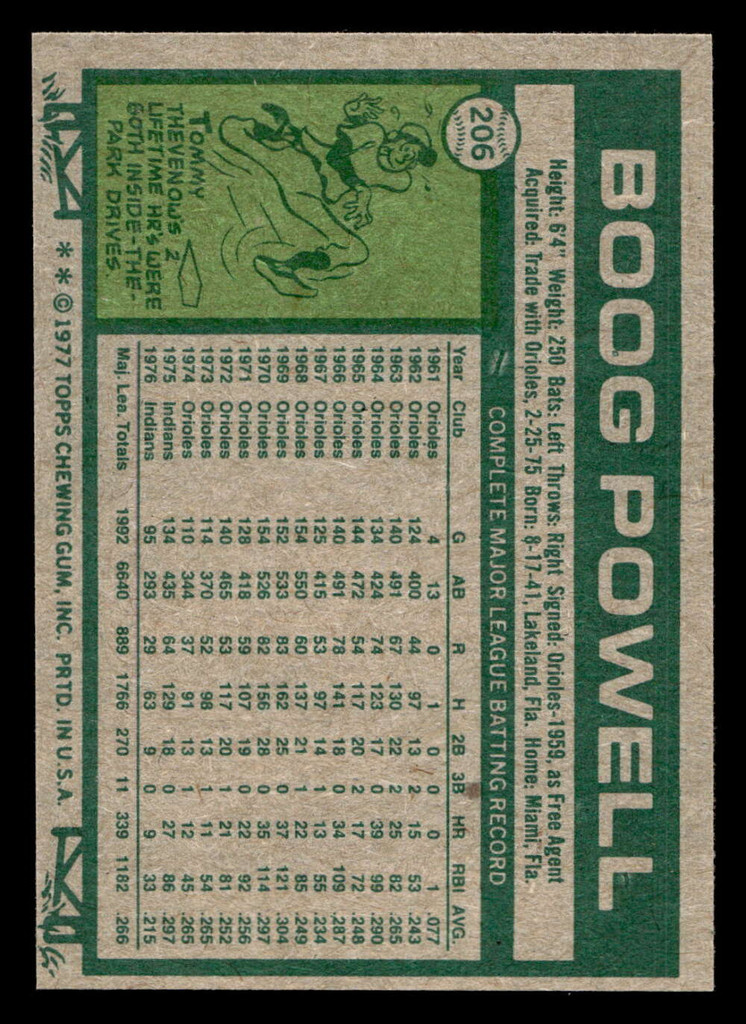 206
BOOG POWELL
Height: 6'4" Weight: 250 Bats: Left Throws: Right Signed: Orioles-1959, as Free Agent
Acquired: Trade with Orioles, 2-25-75 Born: 8-17-41, Lakeland, Fla. Home: Miami, Fla.
TOMMY
THEVENOW'S 2
LIFETIME HR'S WERE
BOTH INSIDE-THE-
PARK DRIVES.
COMPLETE MAJOR LEAGUE BATTING RECORD
Year Club G AB R H 2B 3B HR RBI AVG.
1961 Orioles 4 13 0 1 0 0 0 1 .077
1962 Orioles 124 400 44 97 13 2 15 53 .243
1963 Orioles 140 491 67 130 22 2 25 82 .265
1964 Orioles 134 424 74 123 17 0 39 99 .290
1965 Orioles 144 472 54 117 20 2 17 72 .248
1966 Orioles 140 491 78 141 18 0 34 109 .287
1967 Orioles 125 415 53 97 14 1 13 55 .234
1968 Orioles 154 550 60 137 21 1 22 85 .249
1969 Orioles 152 533 83 162 25 0 37 121 .304
1970 Orioles 154 526 82 156 28 0 35 114 .297
1971 Orioles 128 418 59 107 19 0 22 92 .256
1972 Orioles 140 465 53 117 20 1 21 81 .252
1973 Orioles 114 370 52 98 13 1 11 54 .265
1974 Orioles 110 344 37 91 13 1 12 45 .265
1975 Indians 134 435 64 129 18 0 27 86 .297
1976 Indians 95 293 29 63 9 0 9 33 .215
Maj. Lea. Totals 1992 6640 889 1766 270 11 339 1182 .266
** ©1977 TOPPS CHEWING GUM, INC. PRTD. IN U.S.A.